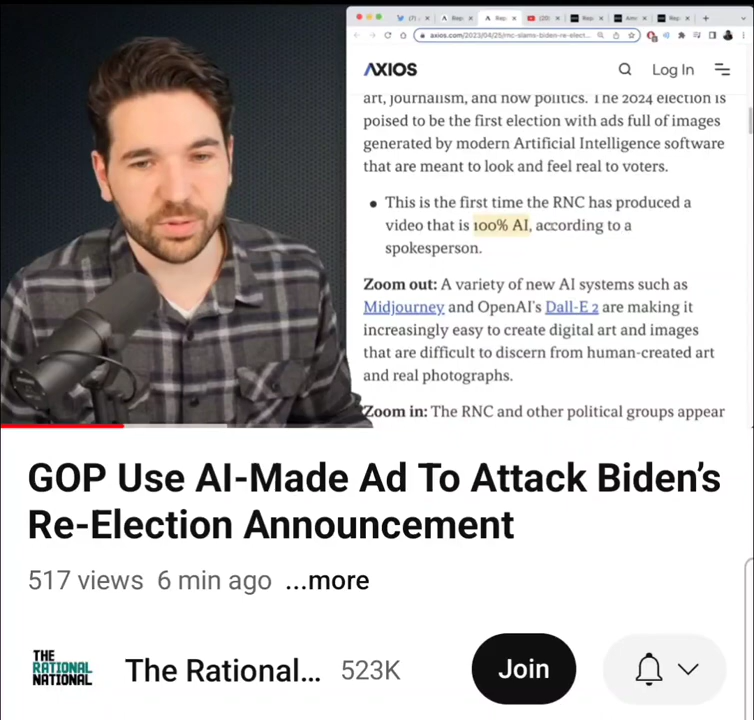 axios.com/2023/04/25/rnc-slams-biden-re-elect...
AXIOS
Log In
art, journalism, and now politics. The 2024 election is
poised to be the first election with ads full of images
generated by modern Artificial Intelligence software
that are meant to look and feel real to voters.
• This is the first time the RNC has produced a
video that is 100% AI, according to a
spokesperson.
Zoom out: A variety of new AI systems such as
Midjourney and OpenAI's Dall-E 2 are making it
increasingly easy to create digital art and images
that are difficult to discern from human-created art
and real photographs.
Zoom in: The RNC and other political groups appear
GOP Use AI-Made Ad To Attack Biden’s
Re-Election Announcement
517 views 6 min ago ...more
THE
RATIONAL
NATIONAL
The Rational... 523K
Join